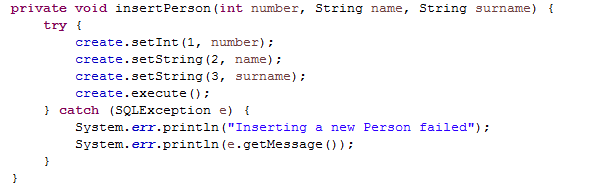 private void insertPerson(int number, String name, String surname) {
    try {
        create.setInt(1, number);
        create.setString(2, name);
        create.setString(3, surname);
        create.execute();
    } catch (SQLException e) {
        System.err.println("Inserting a new Person failed");
        System.err.println(e.getMessage());
    }
}